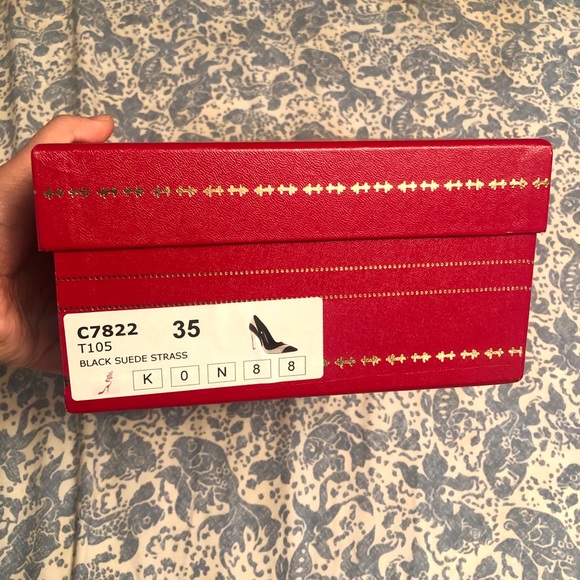 C7822 35
T105
BLACK SUEDE STRASS
K 0 N 8 8